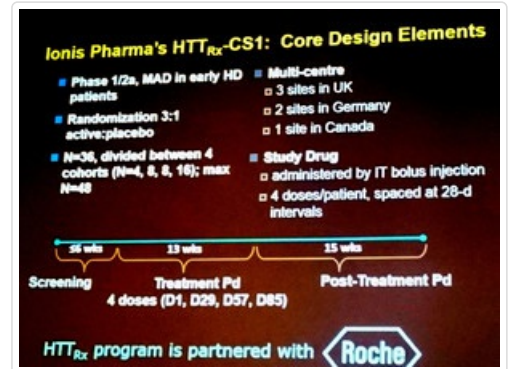 Ionis Pharma's HTTRx-CS1: Core Design Elements
Phase 1/2a, MAD in early HD
patients
Randomization 3:1
active:placebo
N=36, divided between 4
cohorts (N=4, 8, 8, 16); max
N=48
Multi-centre
3 sites in UK
2 sites in Germany
1 site in Canada
Study Drug
administered by IT bolus injection
4 doses/patient, spaced at 28-d
intervals
≤6 wks 13 wks 15 wks
Screening Treatment Pd Post-Treatment Pd
4 doses (D1, D29, D57, D85)
HTTRx program is partnered with Roche